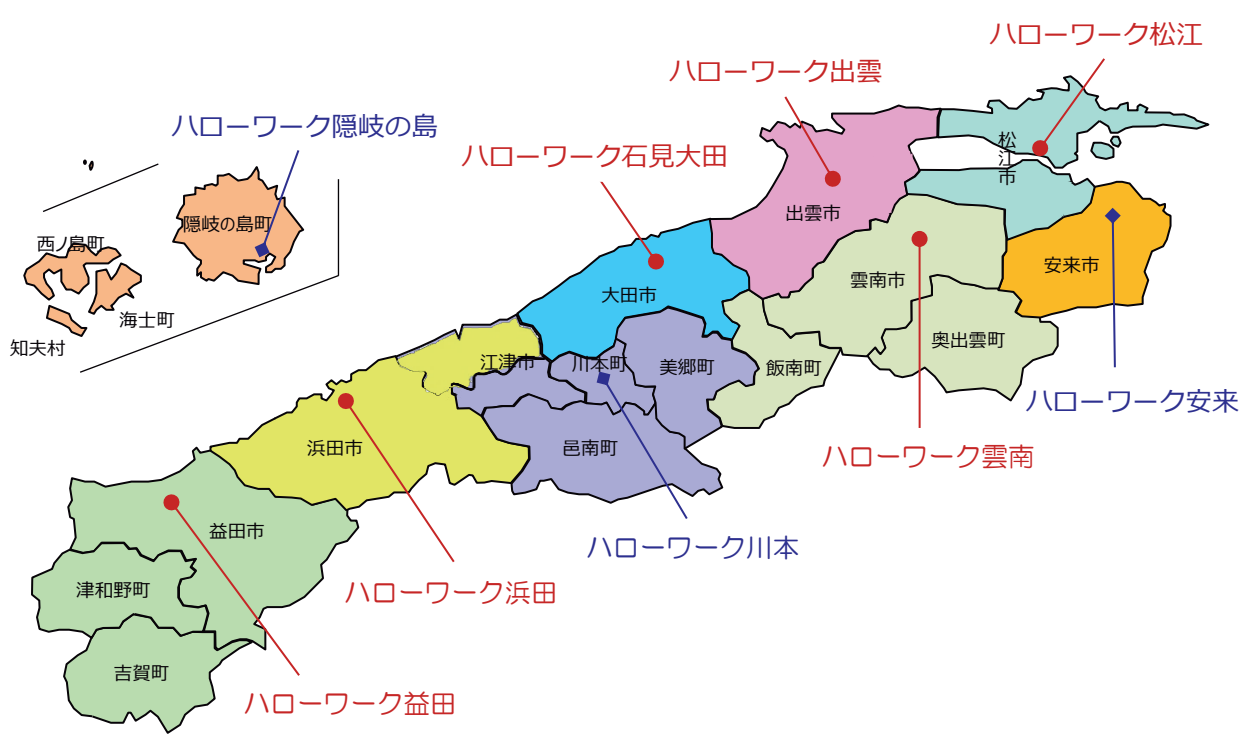 ハローワーク松江
ハローワーク出雲
ハローワーク隠岐の島
ハローワーク石見大田
松江市
出雲市
隠岐の島町
西ノ島町
安来市
雲南市
大田市
海士町
奥出雲町
知夫村
江津市
川本町
美郷町
飯南町
ハローワーク安来
浜田市
邑南町
ハローワーク雲南
益田市
ハローワーク川本
津和野町
ハローワーク浜田
吉賀町
ハローワーク益田